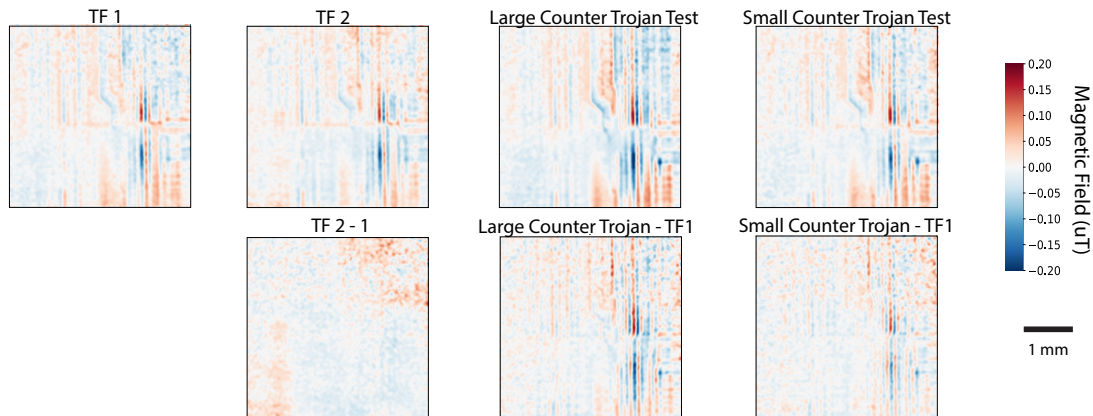 TF 1
TF 2
Large Counter Trojan Test
Small Counter Trojan Test
TF 2 - 1
Large Counter Trojan - TF1
Small Counter Trojan - TF1
0.20
0.15
0.10
0.05
0.00
−0.05
−0.10
−0.15
−0.20
Magnetic Field (uT)
1 mm